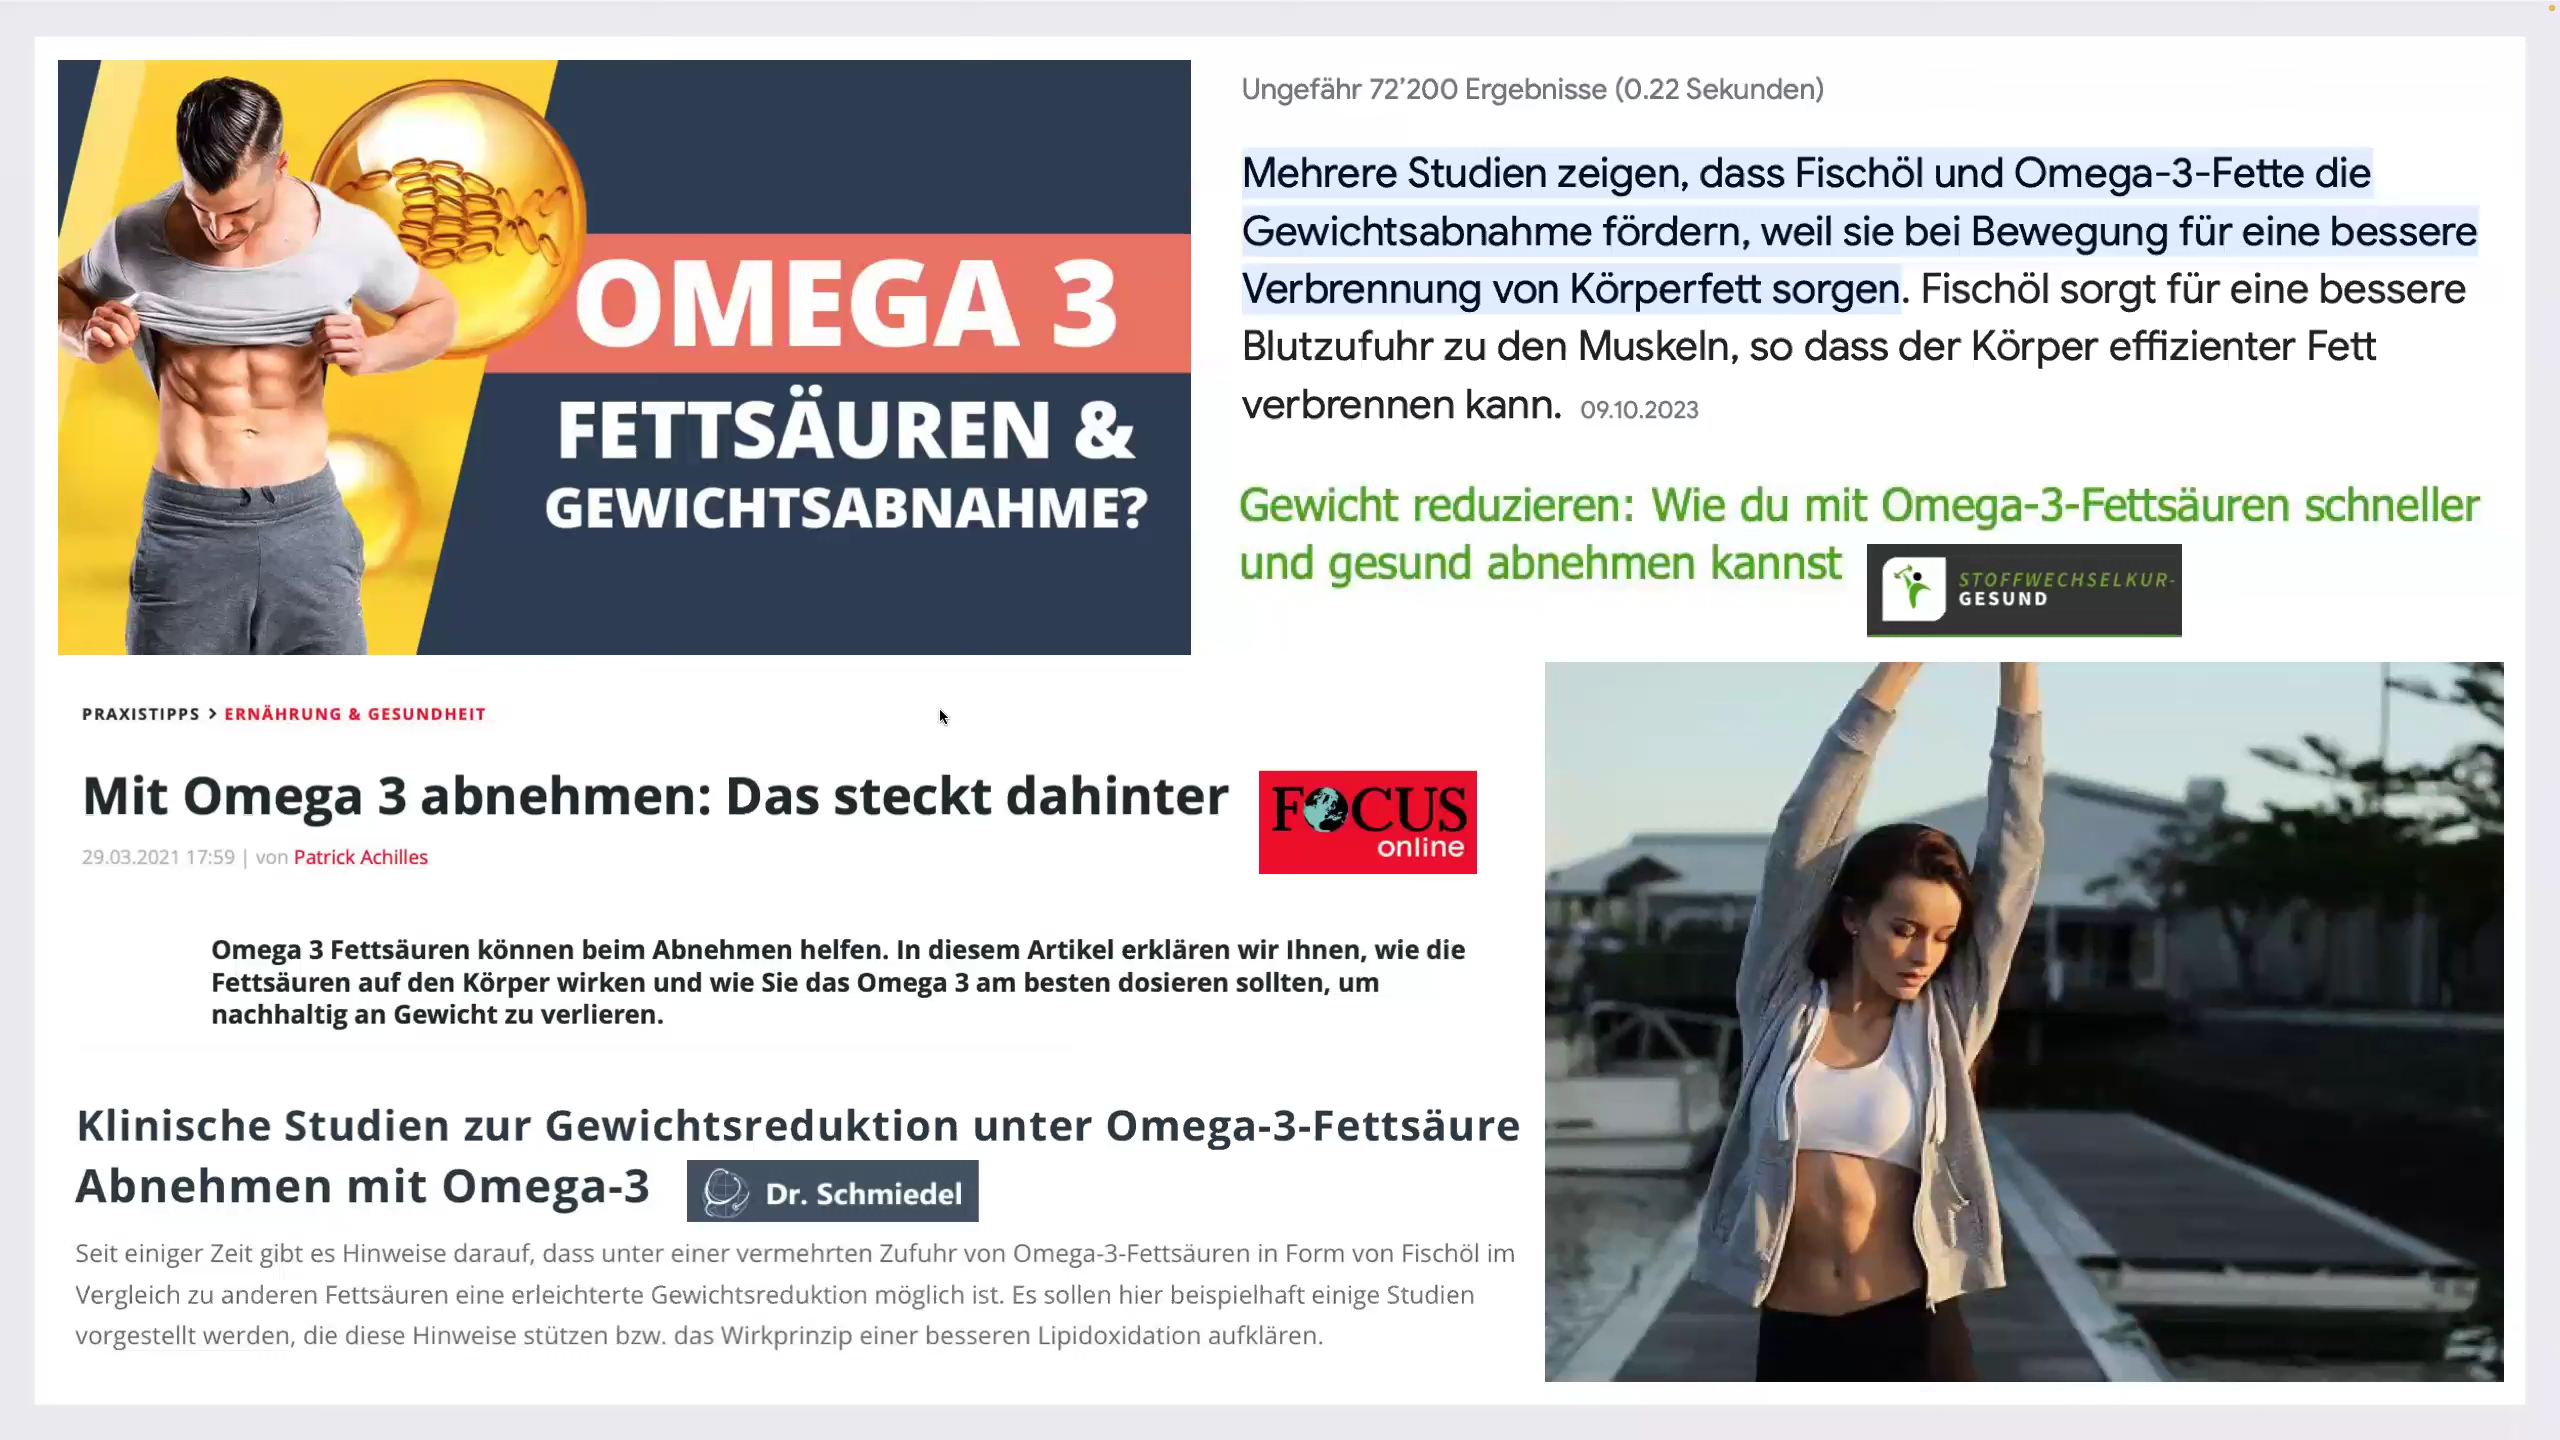 OMEGA 3
FETTSÄUREN &
GEWICHTSABNAHME?
Ungefähr 72’200 Ergebnisse (0.22 Sekunden)
Mehrere Studien zeigen, dass Fischöl und Omega-3-Fette die
Gewichtsabnahme fördern, weil sie bei Bewegung für eine bessere
Verbrennung von Körperfett sorgen. Fischöl sorgt für eine bessere
Blutzufuhr zu den Muskeln, so dass der Körper effizienter Fett
verbrennen kann. 09.10.2023
Gewicht reduzieren: Wie du mit Omega-3-Fettsäuren schneller
und gesund abnehmen kannst
STOFFWECHSELKUR-
GESUND
PRAXISTIPPS > ERNÄHRUNG & GESUNDHEIT
Mit Omega 3 abnehmen: Das steckt dahinter
FOCUS
online
29.03.2021 17:59 | von Patrick Achilles
Omega 3 Fettsäuren können beim Abnehmen helfen. In diesem Artikel erklären wir Ihnen, wie die
Fettsäuren auf den Körper wirken und wie Sie das Omega 3 am besten dosieren sollten, um
nachhaltig an Gewicht zu verlieren.
Klinische Studien zur Gewichtsreduktion unter Omega-3-Fettsäure
Abnehmen mit Omega-3
Dr. Schmiedel
Seit einiger Zeit gibt es Hinweise darauf, dass unter einer vermehrten Zufuhr von Omega-3-Fettsäuren in Form von Fischöl im
Vergleich zu anderen Fettsäuren eine erleichterte Gewichtsreduktion möglich ist. Es sollen hier beispielhaft einige Studien
vorgestellt werden, die diese Hinweise stützen bzw. das Wirkprinzip einer besseren Lipidoxidation aufklären.